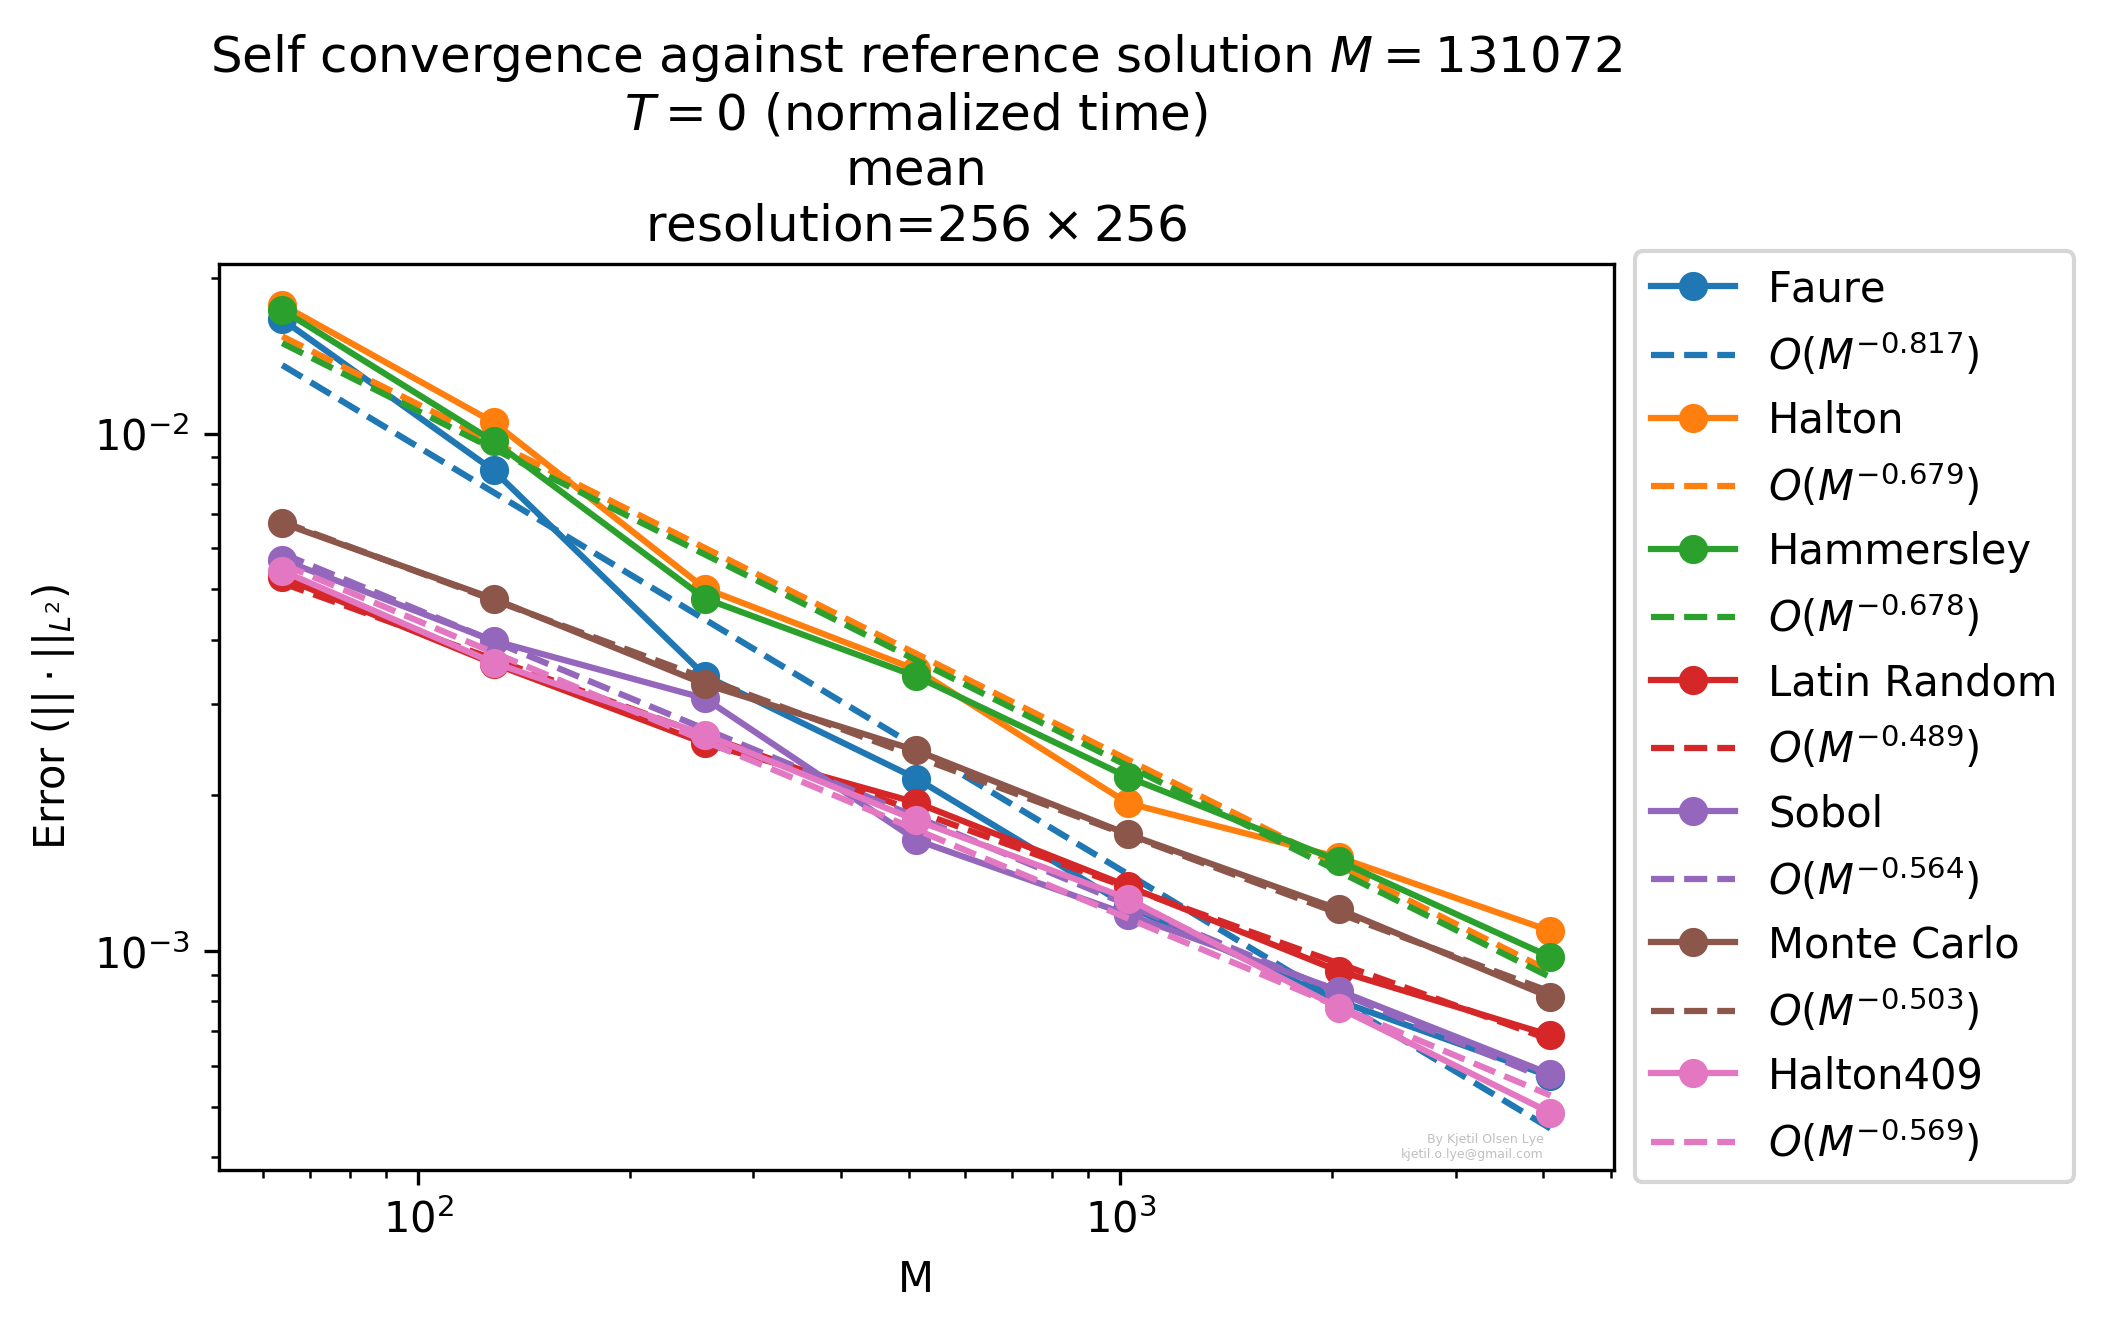 Self convergence against reference solution M = 131072
T = 0 (normalized time)
mean
resolution=256 × 256
Error (|| · ||_{L^2})
10^{-2}
10^{-3}
10^2
10^3
M
Faure
O(M^{-0.817})
Halton
O(M^{-0.679})
Hammersley
O(M^{-0.678})
Latin Random
O(M^{-0.489})
Sobol
O(M^{-0.564})
Monte Carlo
O(M^{-0.503})
Halton409
O(M^{-0.569})
By Kjetil Olsen Lye
kjetil.o.lye@gmail.com